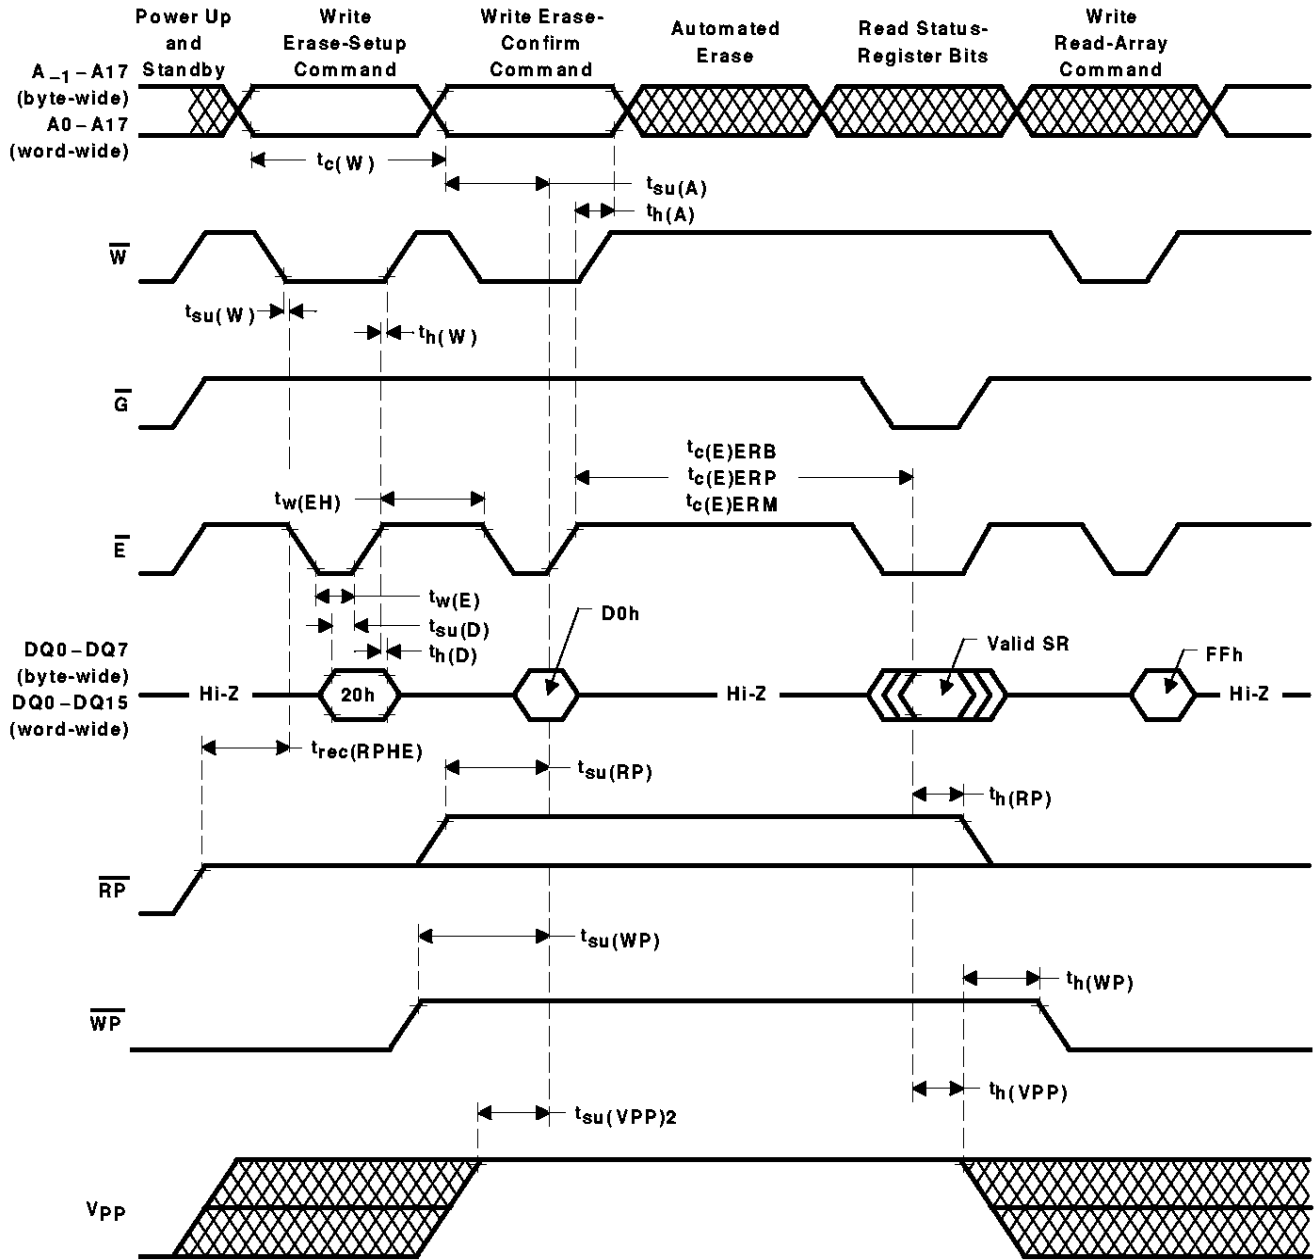 Power Up
and
Standby
Write
Erase-Setup
Command
Write Erase-
Confirm
Command
Automated
Erase
Read Status-
Register Bits
Write
Read-Array
Command
A−1−A17
(byte-wide)
A0−A17
(word-wide)
tc(W)
tsu(A)
th(A)
W
tsu(W)
th(W)
G
tc(E)ERB
tc(E)ERP
tc(E)ERM
tw(EH)
E
tw(E)
tsu(D)
th(D)
D0h
Valid SR
FFh
DQ0−DQ7
(byte-wide)
DQ0−DQ15
(word-wide)
Hi-Z
20h
Hi-Z
Hi-Z
trec(RPHE)
tsu(RP)
th(RP)
RP
tsu(WP)
th(WP)
WP
th(VPP)
tsu(VPP)2
VPP